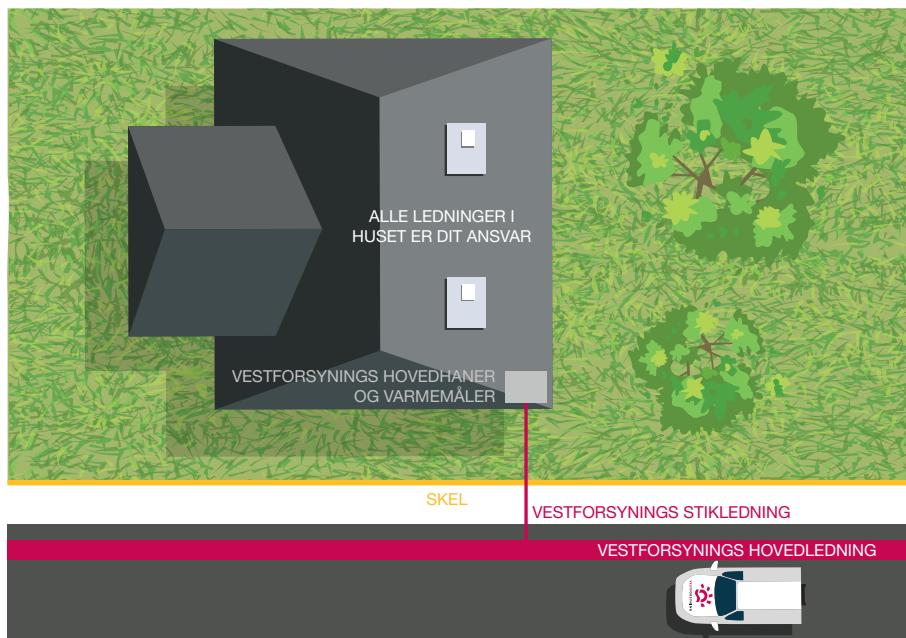 ALLE LEDNINGER I
HUSET ER DIT ANSVAR
VESTFORSYNINGS HOVEDHANER
OG VARMEMÅLER
SKEL
VESTFORSYNINGS STIKLEDNING
VESTFORSYNINGS HOVEDLEDNING